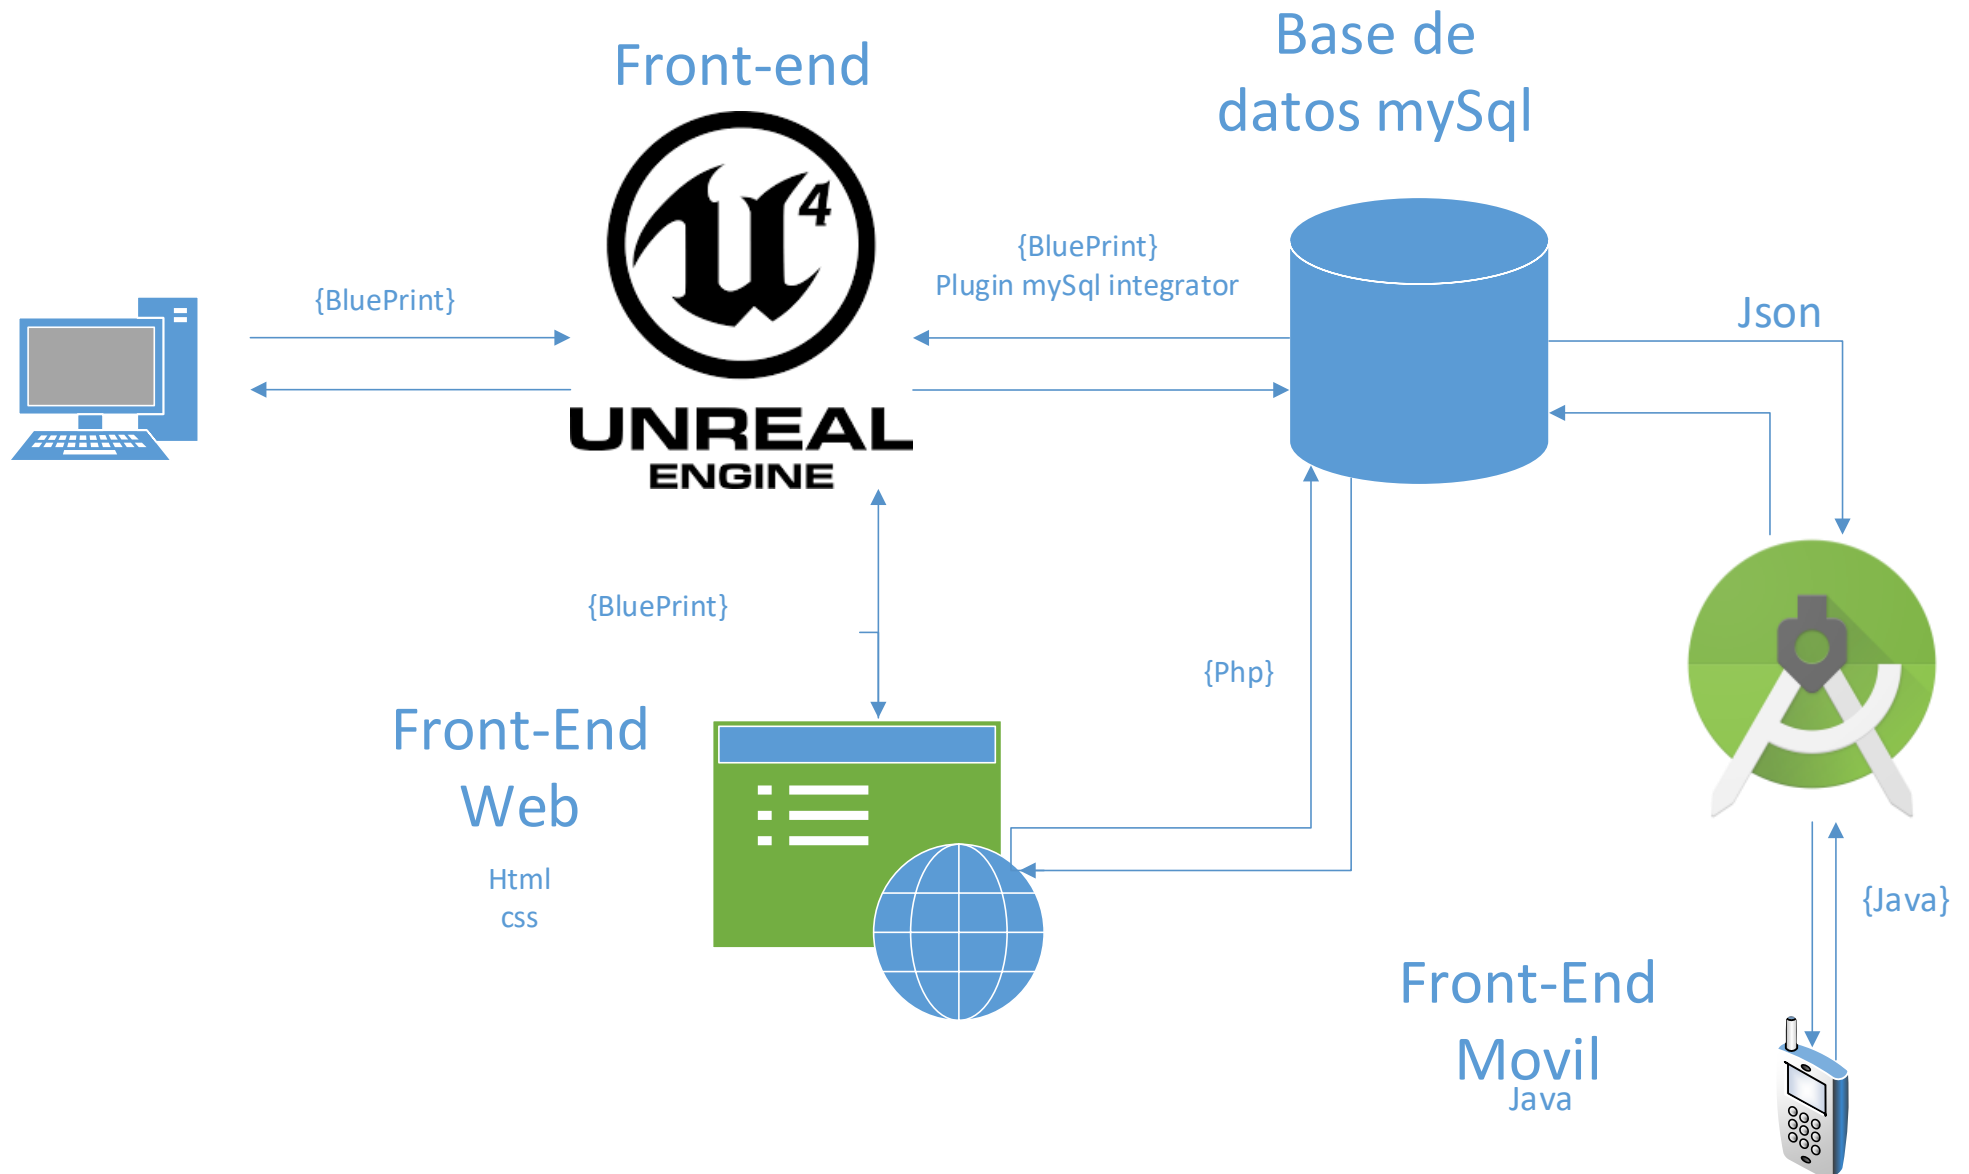 Front-end
Base de
datos mySql
4
UNREAL
ENGINE
{BluePrint}
{BluePrint}
Plugin mySql integrator
Json
{BluePrint}
{Php}
Front-End
Web
Html
css
{Java}
Front-End
Movil
Java